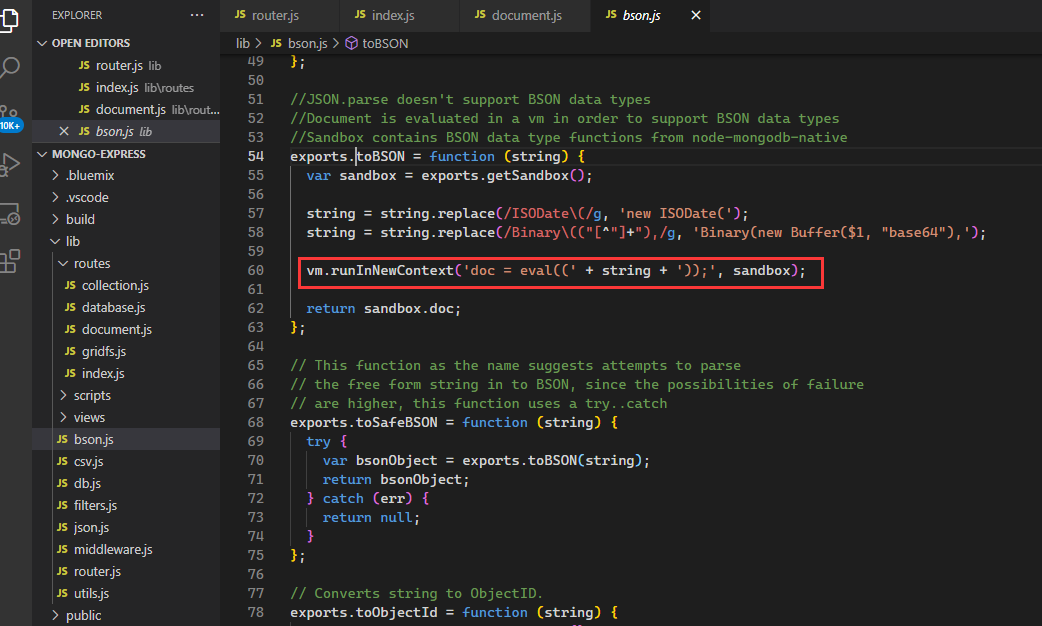 EXPLORER
···
OPEN EDITORS
JS router.js lib
JS index.js lib\routes
JS document.js lib\rout...
JS bson.js lib
10K+
MONGO-EXPRESS
.bluemix
.vscode
build
lib
routes
JS collection.js
JS database.js
JS document.js
JS gridfs.js
JS index.js
scripts
views
JS bson.js
JS csv.js
JS db.js
JS filters.js
JS json.js
JS middleware.js
JS router.js
JS utils.js
public
JS router.js
JS index.js
JS document.js
JS bson.js
lib > JS bson.js > toBSON
49 };
50
51 //JSON.parse doesn't support BSON data types
52 //Document is evaluated in a vm in order to support BSON data types
53 //Sandbox contains BSON data type functions from node-mongodb-native
54 exports.toBSON = function (string) {
55 var sandbox = exports.getSandbox();
56
57 string = string.replace(/ISODate\(/g, 'new ISODate(');
58 string = string.replace(/Binary\(("[^"]+"),/g, 'Binary(new Buffer($1, "base64"),');
59
60 vm.runInNewContext('doc = eval((' + string + '));', sandbox);
61
62 return sandbox.doc;
63 };
64
65 // This function as the name suggests attempts to parse
66 // the free form string in to BSON, since the possibilities of failure
67 // are higher, this function uses a try..catch
68 exports.toSafeBSON = function (string) {
69 try {
70 var bsonObject = exports.toBSON(string);
71 return bsonObject;
72 } catch (err) {
73 return null;
74 }
75 };
76
77 // Converts string to ObjectID.
78 exports.toObjectId = function (string) {